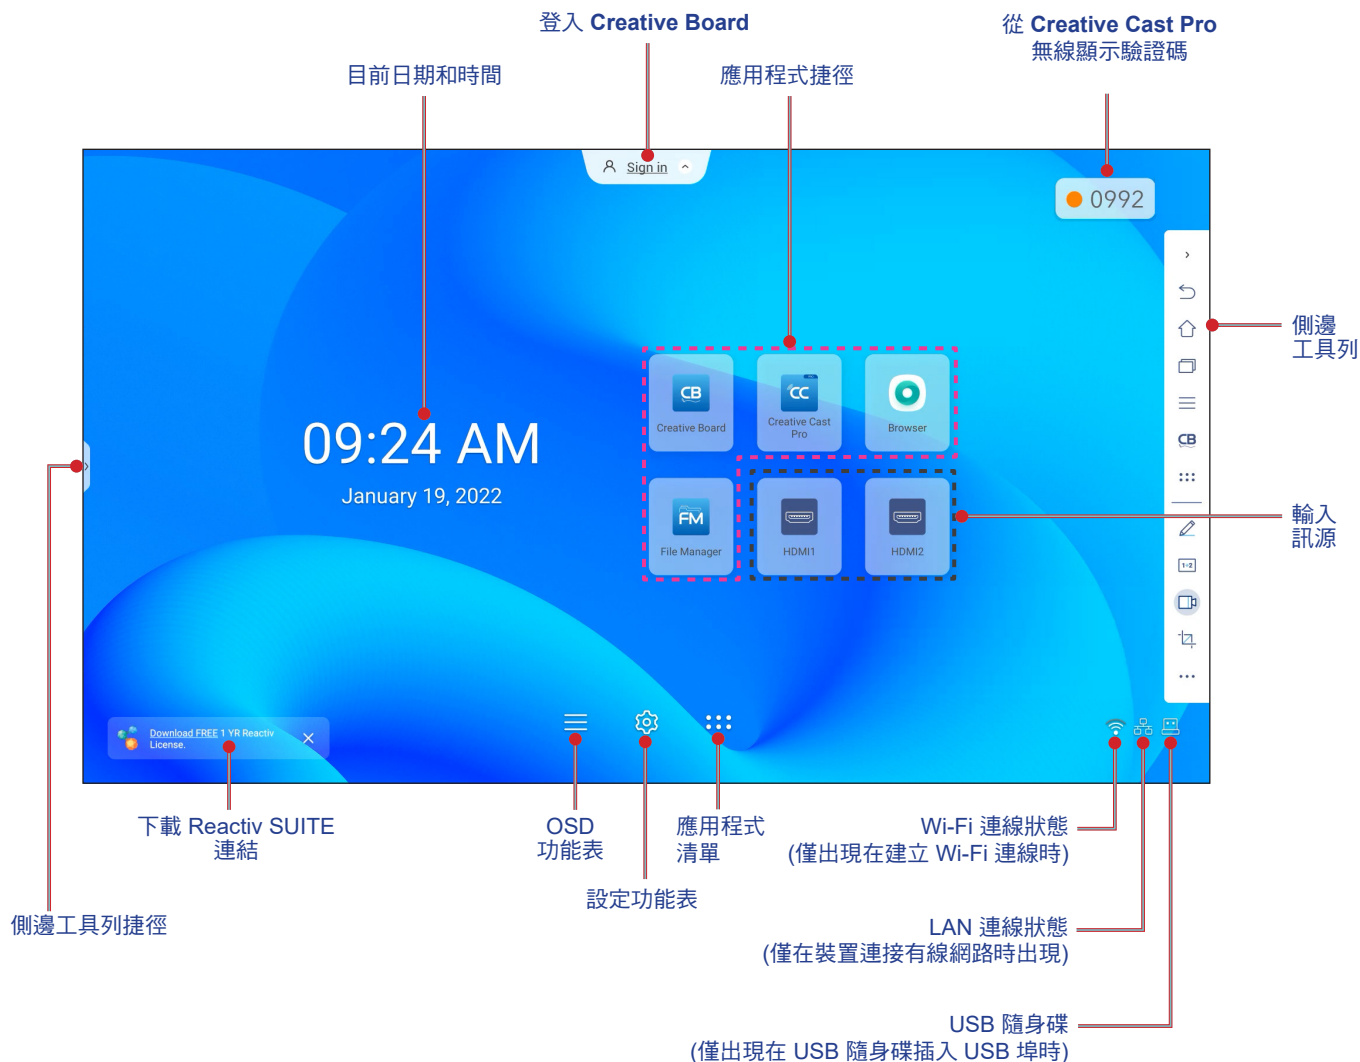 登入 Creative Board
從 Creative Cast Pro
無線顯示驗證碼
目前日期和時間
應用程式捷徑
Sign in
0992
側邊
工具列
CB
Creative Board
CC
Creative Cast
Pro
Browser
09:24 AM
January 19, 2022
CB
FM
File Manager
HDMI1
HDMI2
輸入
訊源
Download FREE 1 YR Reactiv
License.
下載 Reactiv SUITE
連結
OSD
功能表
應用程式
清單
Wi-Fi 連線狀態
(僅出現在建立 Wi-Fi 連線時)
設定功能表
側邊工具列捷徑
LAN 連線狀態
(僅在裝置連接有線網路時出現)
USB 隨身碟
(僅出現在 USB 隨身碟插入 USB 埠時)